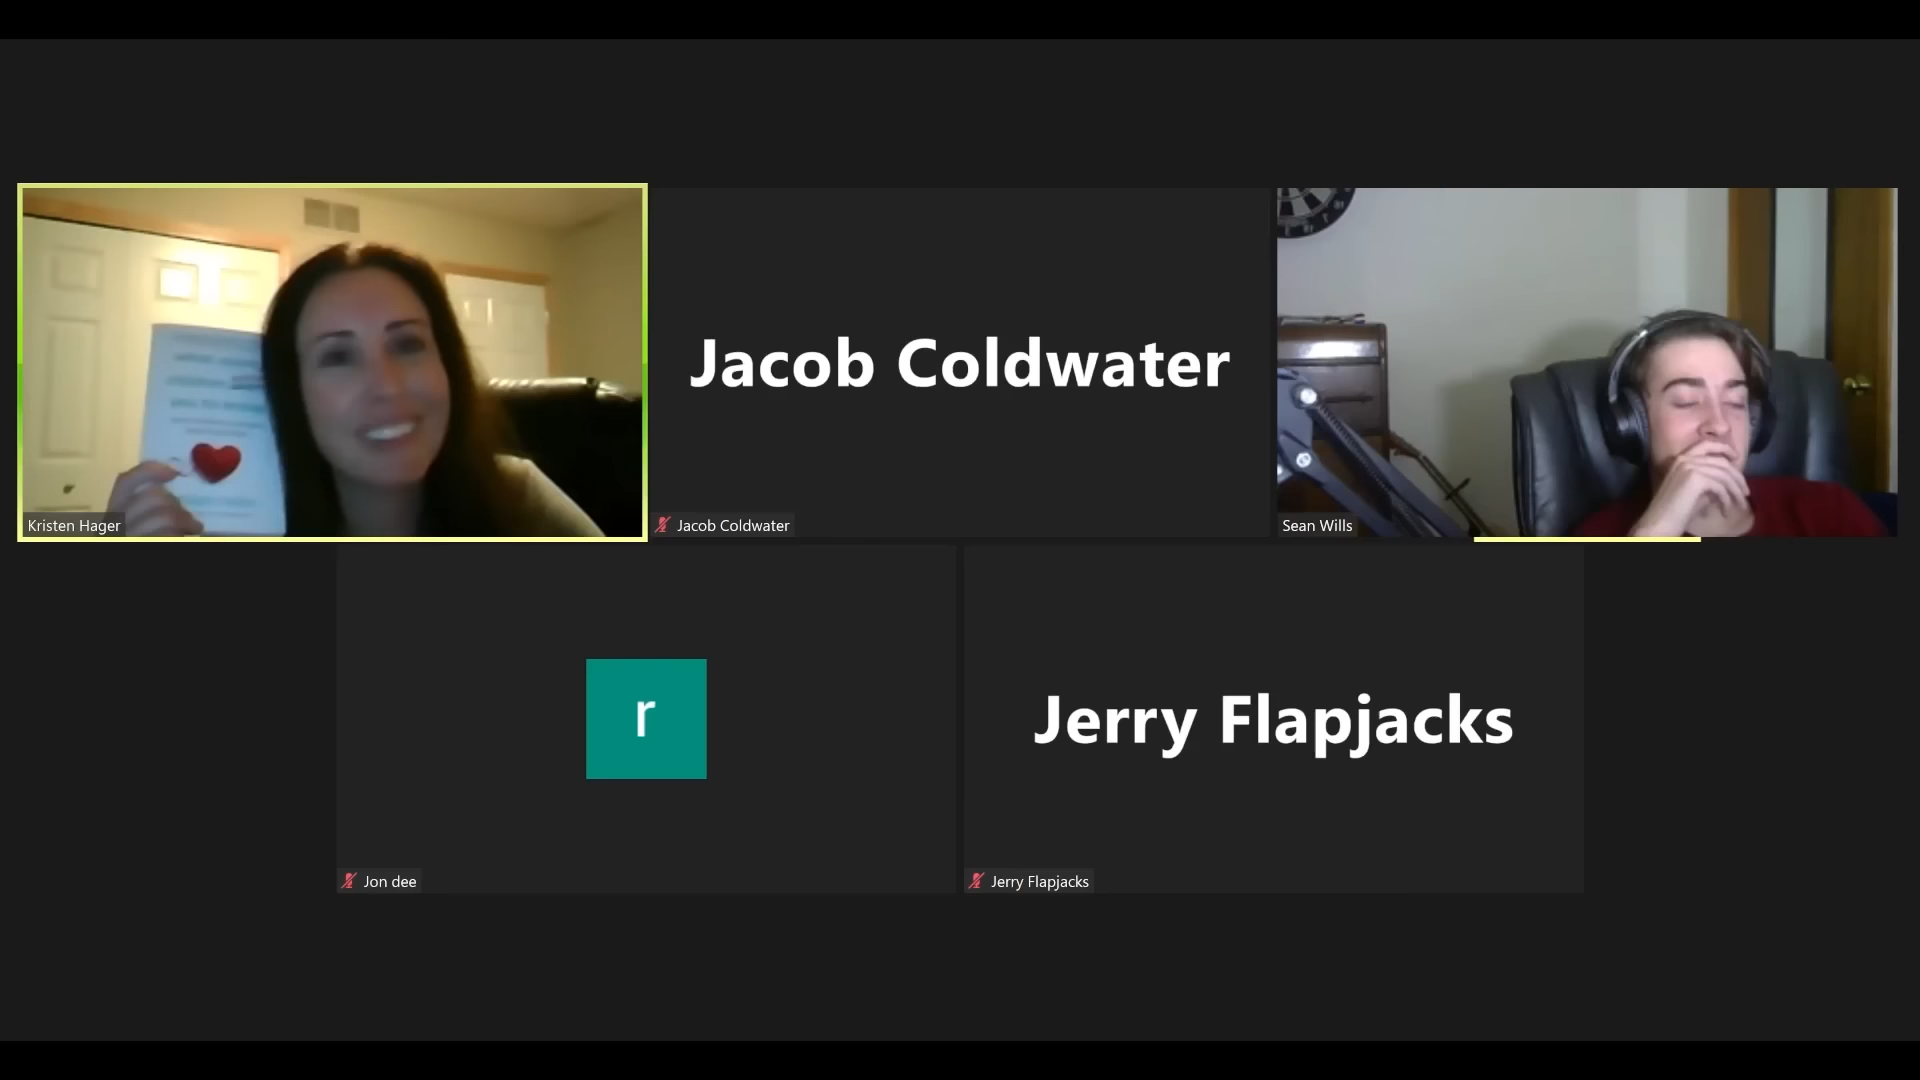 Jacob Coldwater
Kristen Hager
Jacob Coldwater
Sean Wills
r
Jerry Flapjacks
Jon dee
Jerry Flapjacks